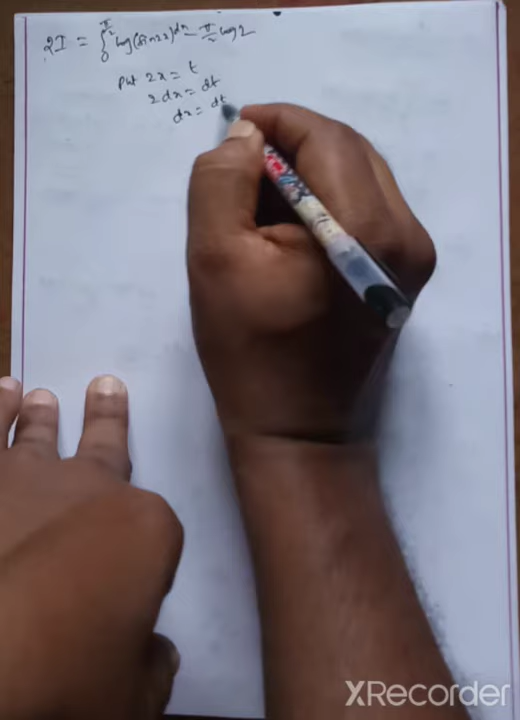 2I = ∫₀^{π/2} log(sin2x)dx − π/2 log2
Put 2x = t
2dx = dt
dx = dt
XRecorder